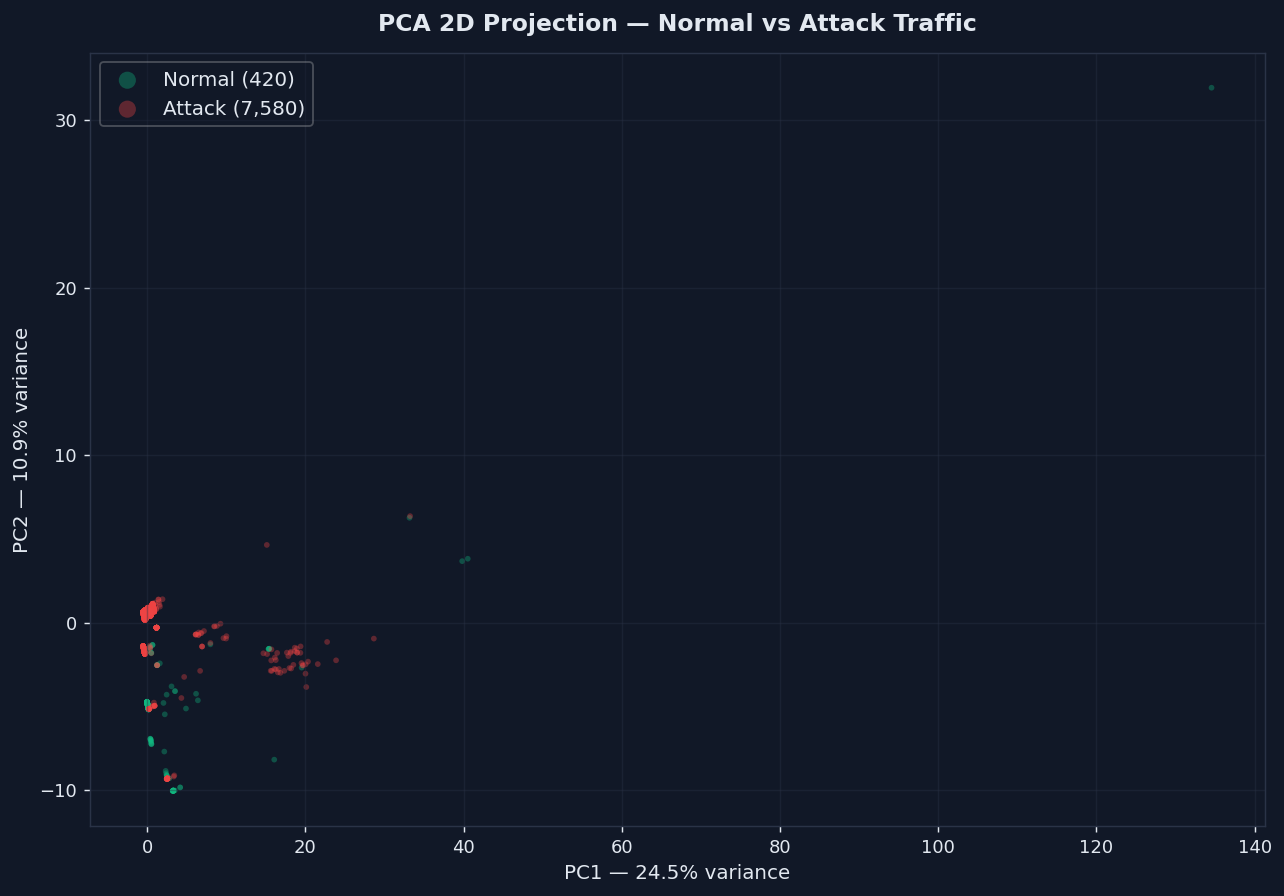 PCA 2D Projection — Normal vs Attack Traffic
Normal (420)
Attack (7,580)
30
20
10
0
−10
PC2 — 10.9% variance
0 20 40 60 80 100 120 140
PC1 — 24.5% variance